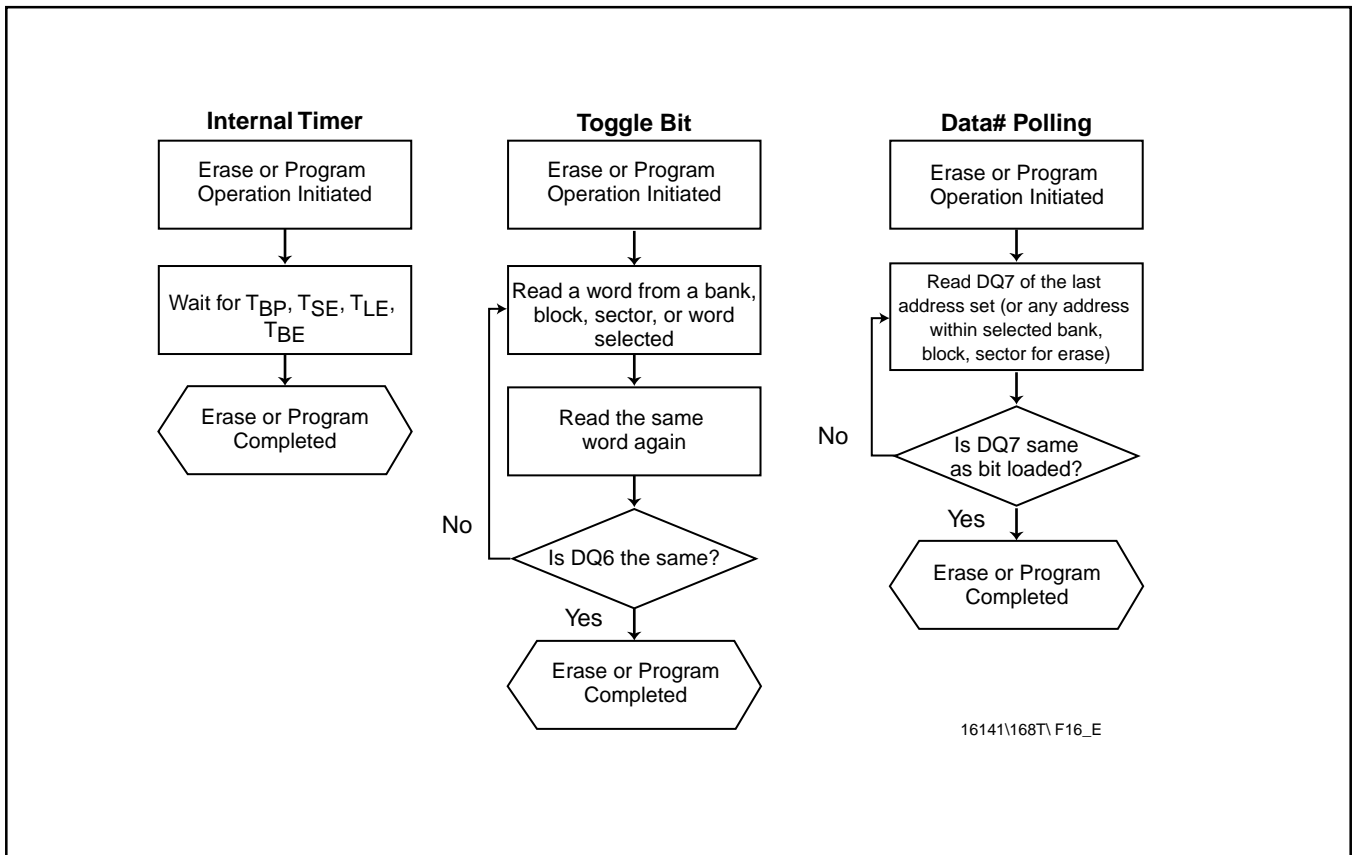 Internal Timer
Erase or Program
Operation Initiated
Wait for TBP, TSE, TLE,
TBE
Erase or Program
Completed
Toggle Bit
Erase or Program
Operation Initiated
Read a word from a bank,
block, sector, or word
selected
Read the same
word again
No
Is DQ6 the same?
Yes
Erase or Program
Completed
Data# Polling
Erase or Program
Operation Initiated
Read DQ7 of the last
address set (or any address
within selected bank,
block, sector for erase)
No
Is DQ7 same
as bit loaded?
Yes
Erase or Program
Completed
16141\168T\ F16_E